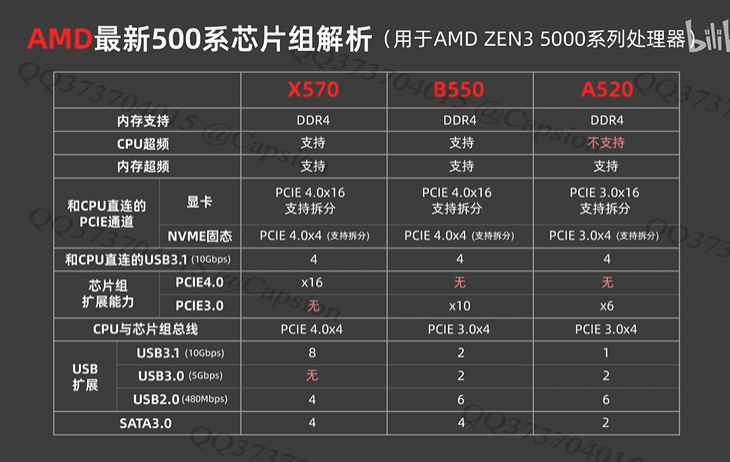 AMD最新500系芯片组解析（用于AMD ZEN3 5000系列处理器）
bilibili
X570 B550 A520
内存支持 DDR4 DDR4 DDR4
CPU超频 支持 支持 不支持
内存超频 支持 支持 支持
和CPU直连的PCIE通道 显卡 PCIE 4.0x16 支持拆分 PCIE 4.0x16 支持拆分 PCIE 3.0x16 支持拆分
NVME固态 PCIE 4.0x4 (支持拆分) PCIE 4.0x4 (支持拆分) PCIE 3.0x4 (支持拆分)
和CPU直连的USB3.1 (10Gbps) 4 4 4
芯片组扩展能力 PCIE4.0 x16 无 无
PCIE3.0 无 x10 x6
CPU与芯片组总线 PCIE 4.0x4 PCIE 3.0x4 PCIE 3.0x4
USB扩展 USB3.1 (10Gbps) 8 2 1
USB3.0 (5Gbps) 无 2 2
USB2.0 (480Mbps) 4 6 6
SATA3.0 4 4 2
QQ373704015 @Capsion